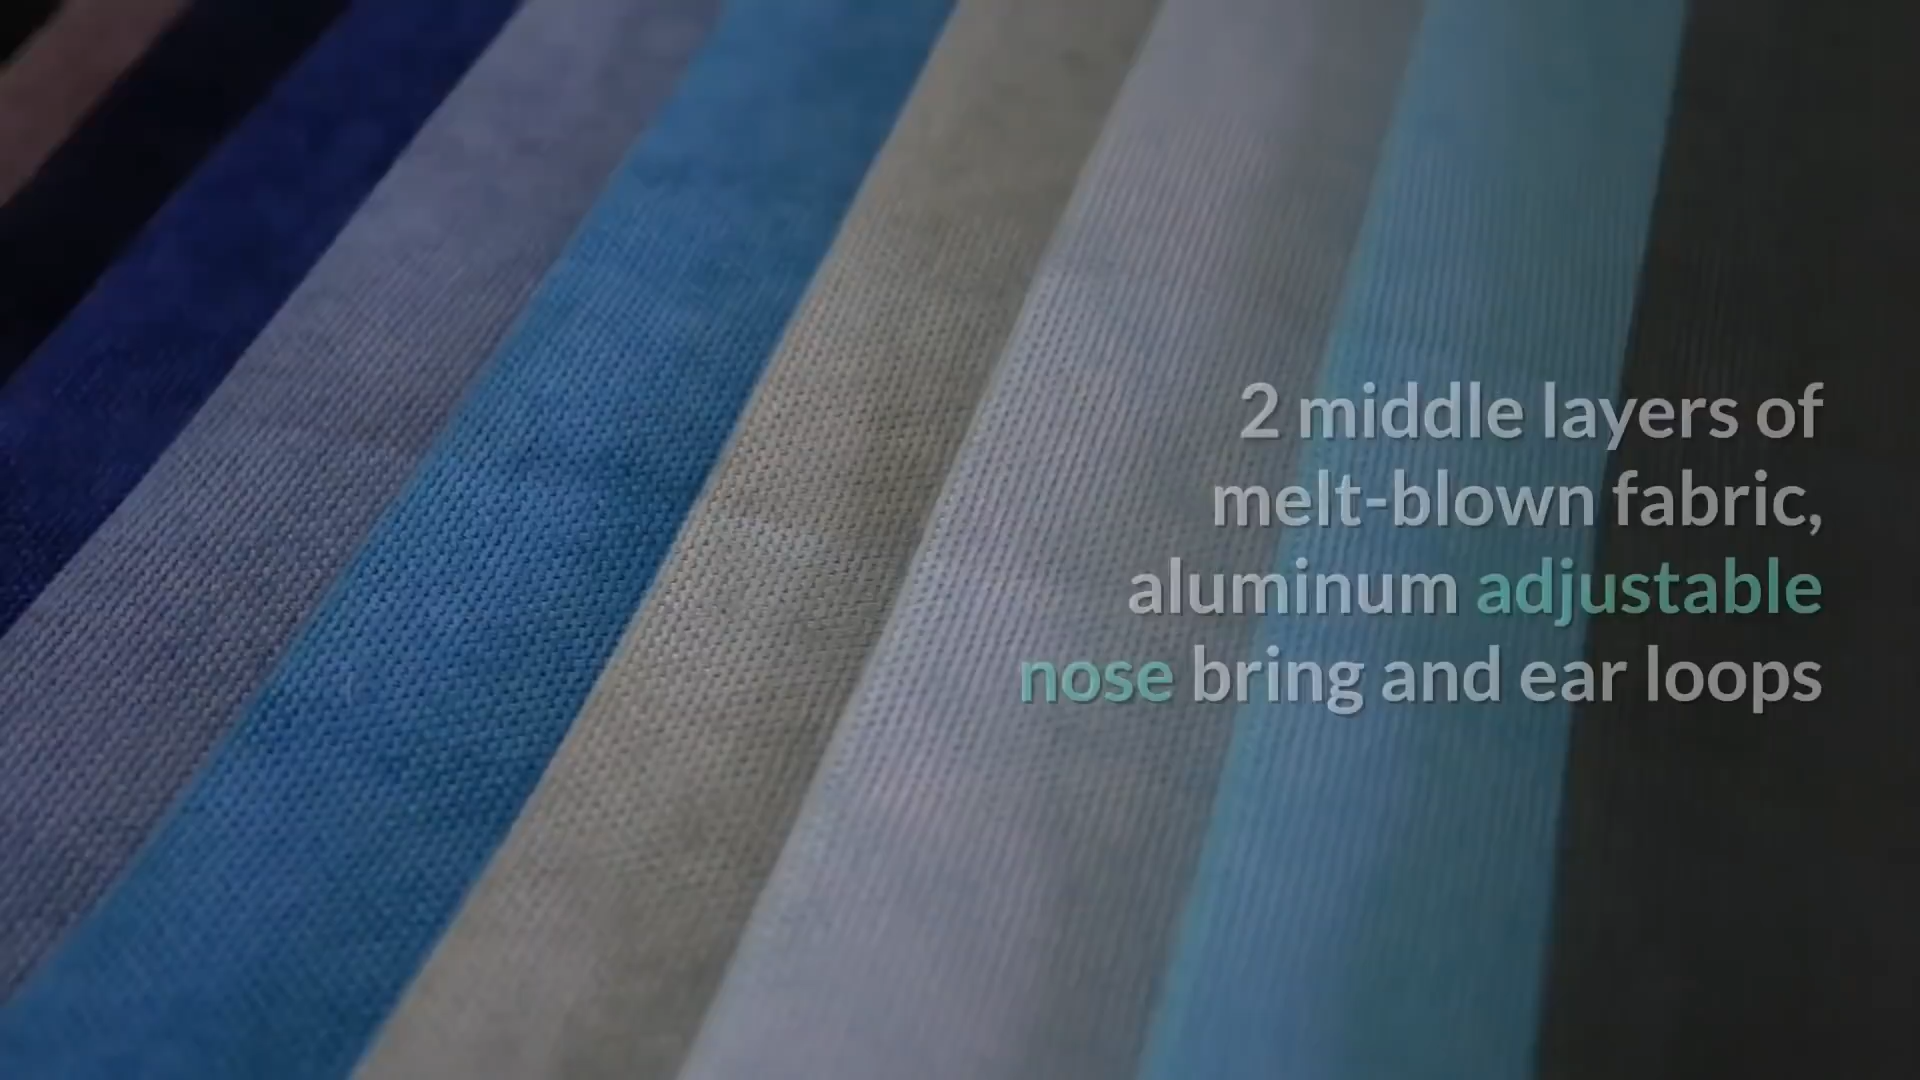 2 middle layers of
melt-blown fabric,
aluminum adjustable
nose bring and ear loops